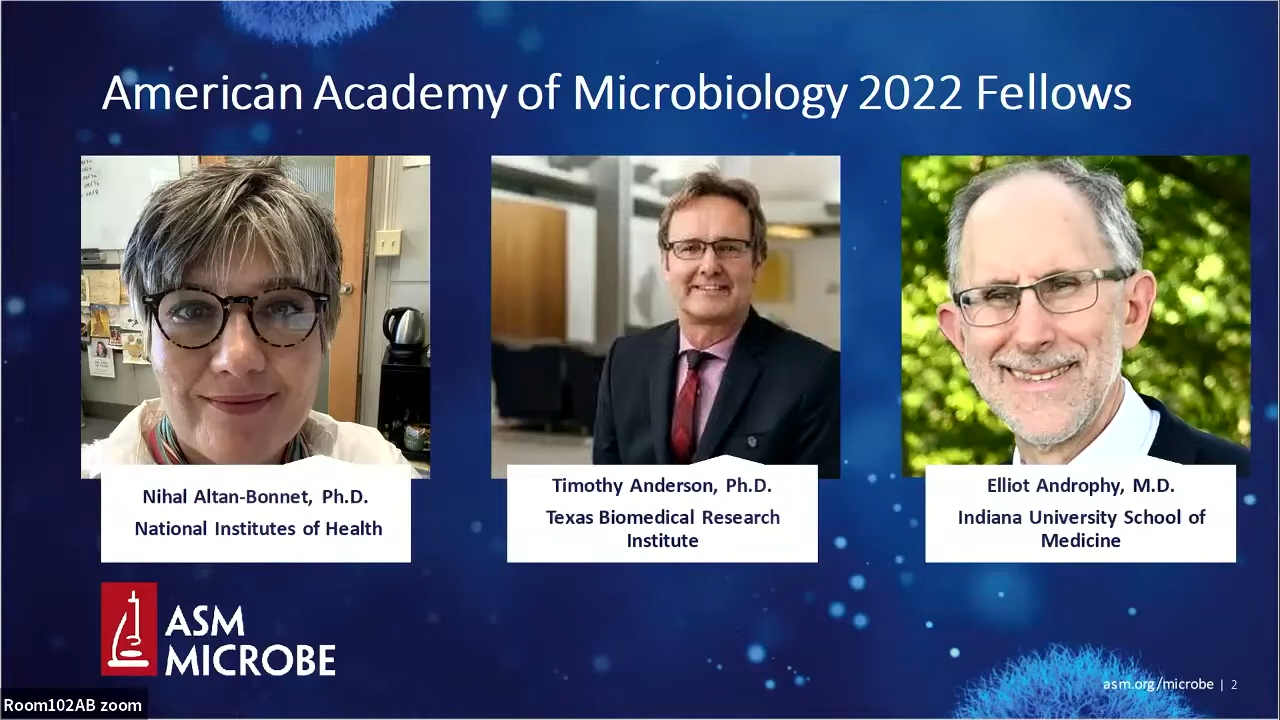 American Academy of Microbiology 2022 Fellows
Nihal Altan-Bonnet, Ph.D.
National Institutes of Health
Timothy Anderson, Ph.D.
Texas Biomedical Research
Institute
Elliot Androphy, M.D.
Indiana University School of
Medicine
ASM
MICROBE
asm.org/microbe | 2
Room102AB zoom